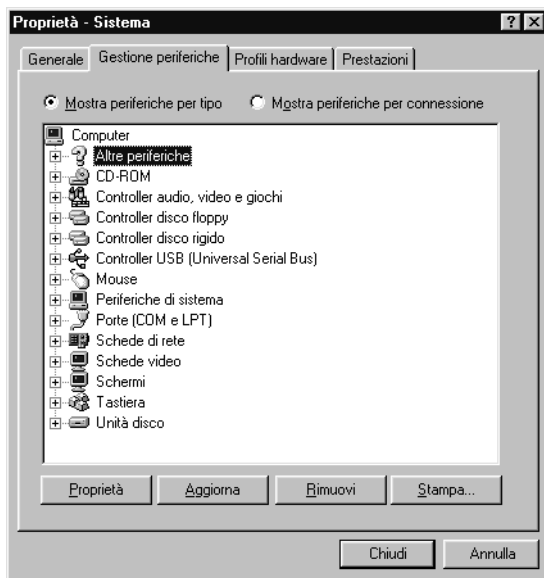 Proprietà - Sistema
Generale Gestione periferiche Profili hardware Prestazioni
Mostra periferiche per tipo Mostra periferiche per connessione
Computer
Altre periferiche
CD-ROM
Controller audio, video e giochi
Controller disco floppy
Controller disco rigido
Controller USB (Universal Serial Bus)
Mouse
Periferiche di sistema
Porte (COM e LPT)
Schede di rete
Schede video
Schermi
Tastiera
Unità disco
Proprietà Aggiorna Rimuovi Stampa...
Chiudi Annulla